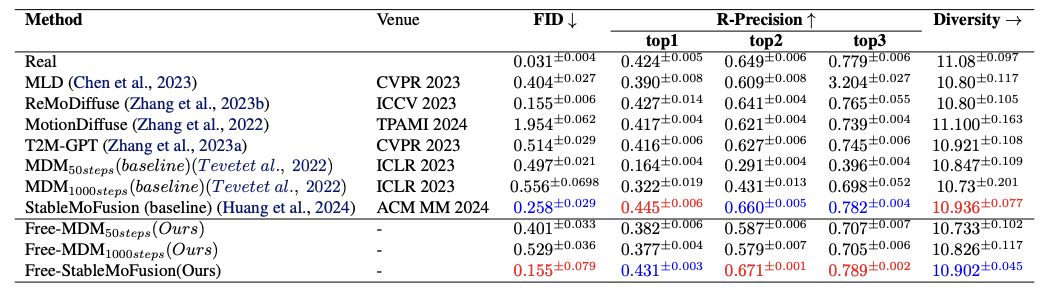 Method Venue FID ↓ R-Precision ↑ Diversity →
top1 top2 top3
Real 0.031±0.004 0.424±0.005 0.649±0.006 0.779±0.006 11.08±0.097
MLD (Chen et al., 2023) CVPR 2023 0.404±0.027 0.390±0.008 0.609±0.008 3.204±0.027 10.80±0.117
ReMoDiffuse (Zhang et al., 2023b) ICCV 2023 0.155±0.006 0.427±0.014 0.641±0.004 0.765±0.055 10.80±0.105
MotionDiffuse (Zhang et al., 2022) TPAMI 2024 1.954±0.062 0.417±0.004 0.621±0.004 0.739±0.004 11.100±0.163
T2M-GPT (Zhang et al., 2023a) CVPR 2023 0.514±0.029 0.416±0.006 0.627±0.006 0.745±0.006 10.921±0.108
MDM50steps(baseline)(Tevetet al., 2022) ICLR 2023 0.497±0.021 0.164±0.004 0.291±0.004 0.396±0.004 10.847±0.109
MDM1000steps(baseline)(Tevetet al., 2022) ICLR 2023 0.556±0.0698 0.322±0.019 0.431±0.013 0.698±0.052 10.73±0.201
StableMoFusion (baseline) (Huang et al., 2024) ACM MM 2024 0.258±0.029 0.445±0.006 0.660±0.005 0.782±0.004 10.936±0.077
Free-MDM50steps(Ours) - 0.401±0.033 0.382±0.006 0.587±0.006 0.707±0.007 10.733±0.102
Free-MDM1000steps(Ours) - 0.529±0.036 0.377±0.004 0.579±0.007 0.705±0.006 10.826±0.117
Free-StableMoFusion(Ours) - 0.155±0.079 0.431±0.003 0.671±0.001 0.789±0.002 10.902±0.045